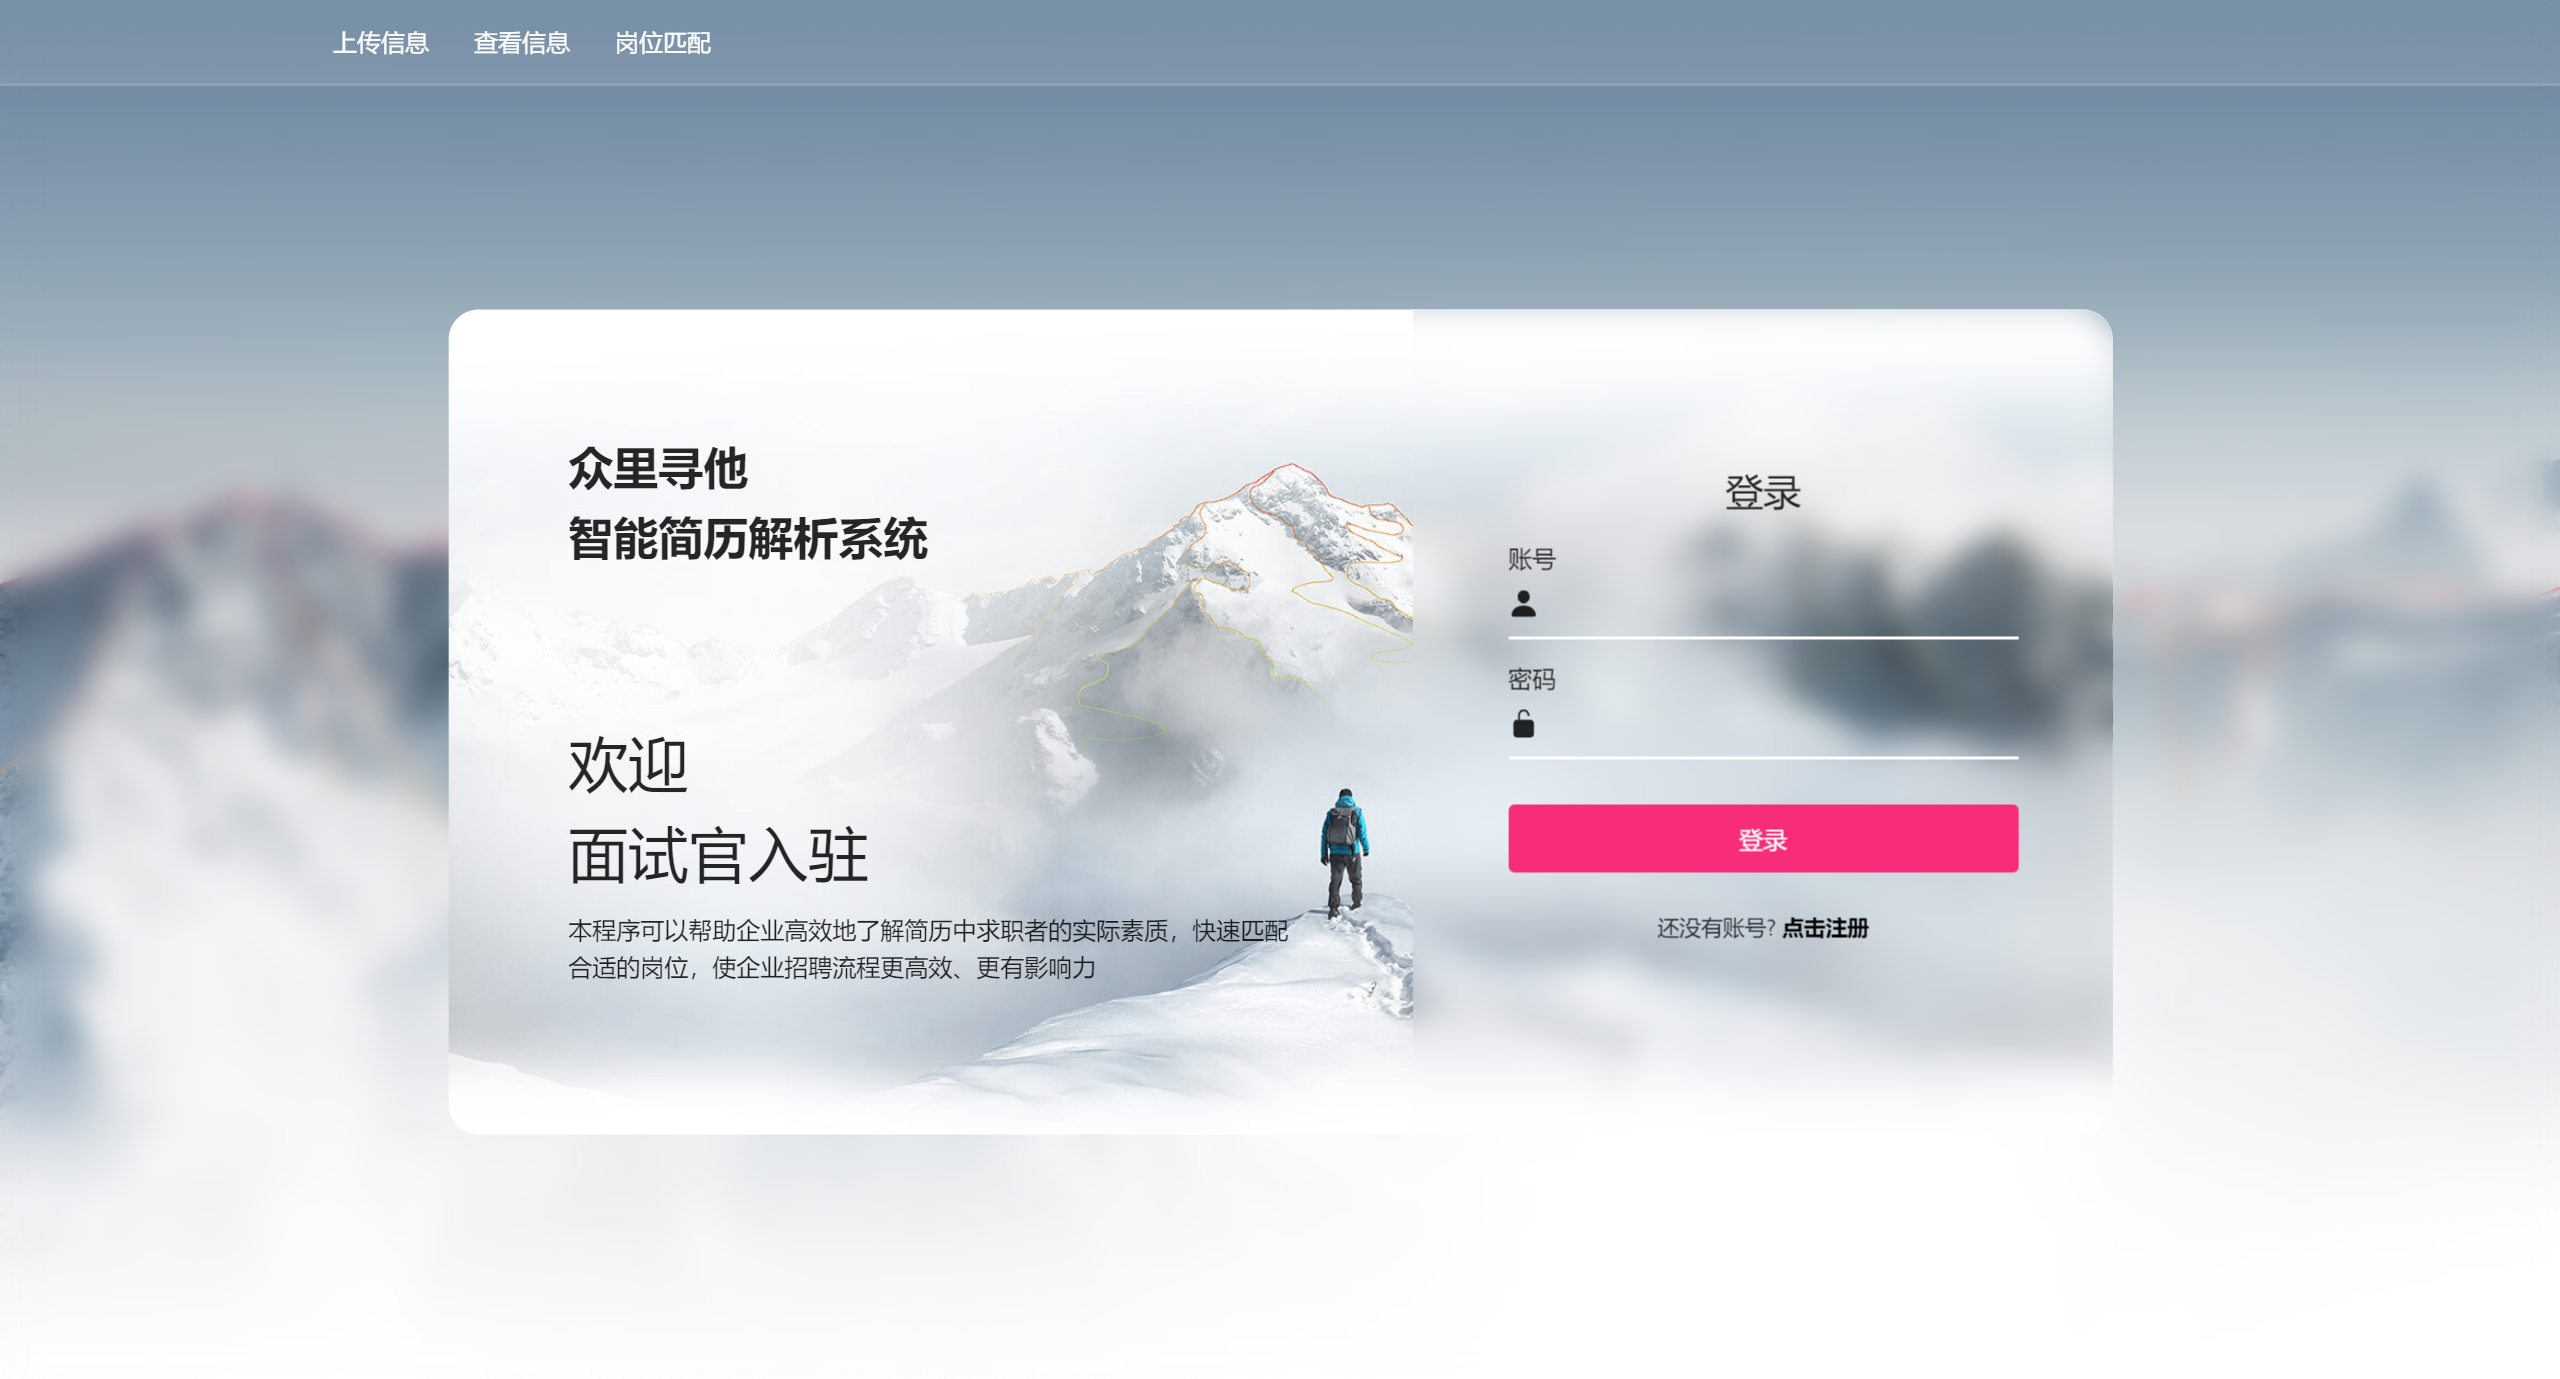 上传信息 查看信息 岗位匹配
众里寻他
智能简历解析系统
欢迎
面试官入驻
本程序可以帮助企业高效地了解简历中求职者的实际素质，快速匹配
合适的岗位，使企业招聘流程更高效、更有影响力
登录
账号
密码
登录
还没有账号? 点击注册